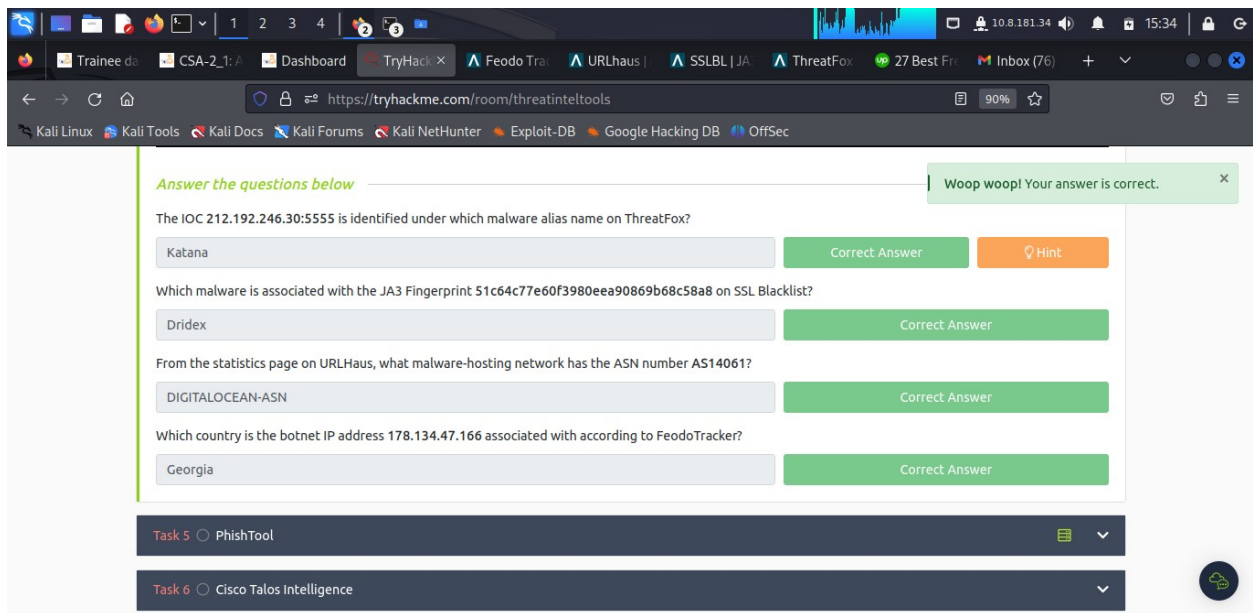 1 2 3 4 2 3 10.8.181.34 15:34
Trainee da CSA-2_1: A Dashboard TryHack Feodo Trac URLhaus | SSLBL | JA ThreatFox 27 Best Fre Inbox (76)
https://tryhackme.com/room/threatinteltools 90%
Kali Linux Kali Tools Kali Docs Kali Forums Kali NetHunter Exploit-DB Google Hacking DB OffSec
Answer the questions below
Woop woop! Your answer is correct.
The IOC 212.192.246.30:5555 is identified under which malware alias name on ThreatFox?
Katana Correct Answer Hint
Which malware is associated with the JA3 Fingerprint 51c64c77e60f3980eea90869b68c58a8 on SSL Blacklist?
Dridex Correct Answer
From the statistics page on URLHaus, what malware-hosting network has the ASN number AS14061?
DIGITALOCEAN-ASN Correct Answer
Which country is the botnet IP address 178.134.47.166 associated with according to FeodoTracker?
Georgia Correct Answer
Task 5 PhishTool
Task 6 Cisco Talos Intelligence